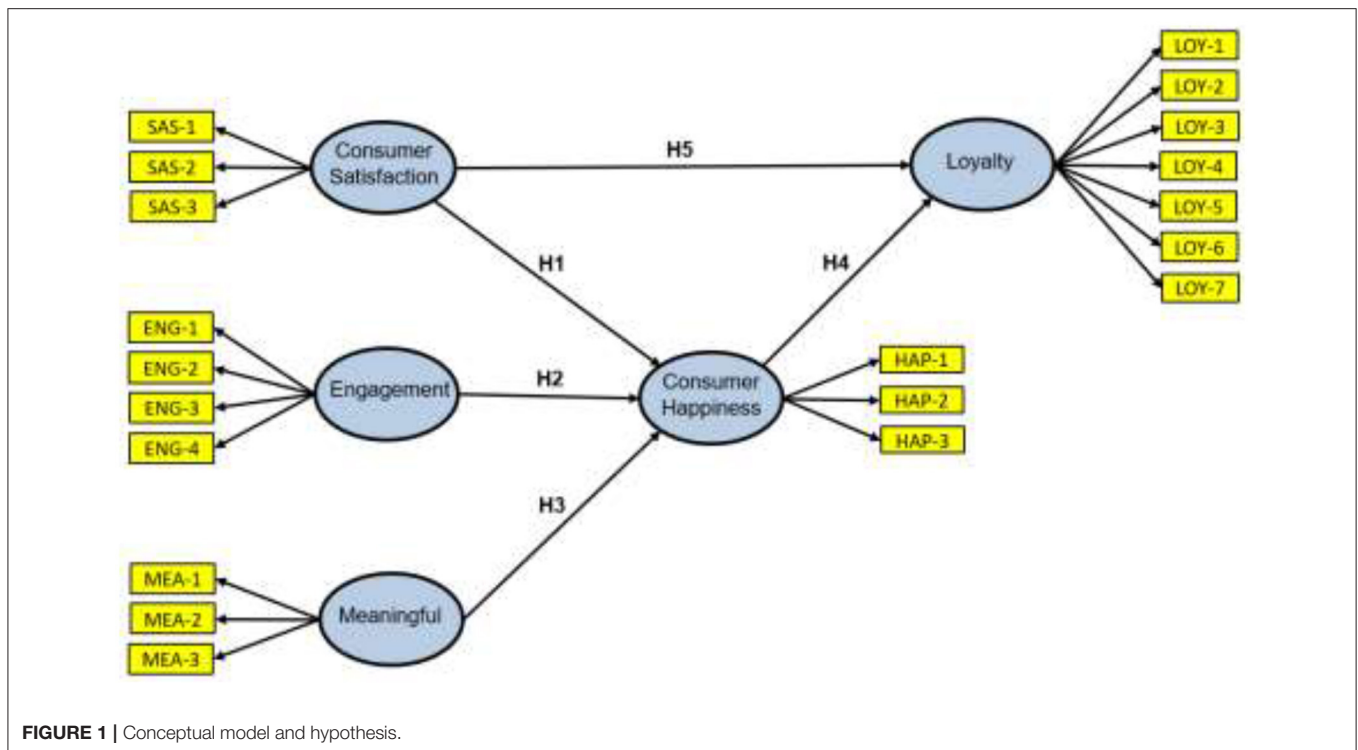 LOY-1
LOY-2
LOY-3
LOY-4
LOY-5
LOY-6
LOY-7
SAS-1
SAS-2
SAS-3
Consumer
Satisfaction
H5
Loyalty
H1
H4
ENG-1
ENG-2
ENG-3
ENG-4
Engagement
H2
Consumer
Happiness
HAP-1
HAP-2
HAP-3
H3
MEA-1
MEA-2
MEA-3
Meaningful
FIGURE 1 | Conceptual model and hypothesis.